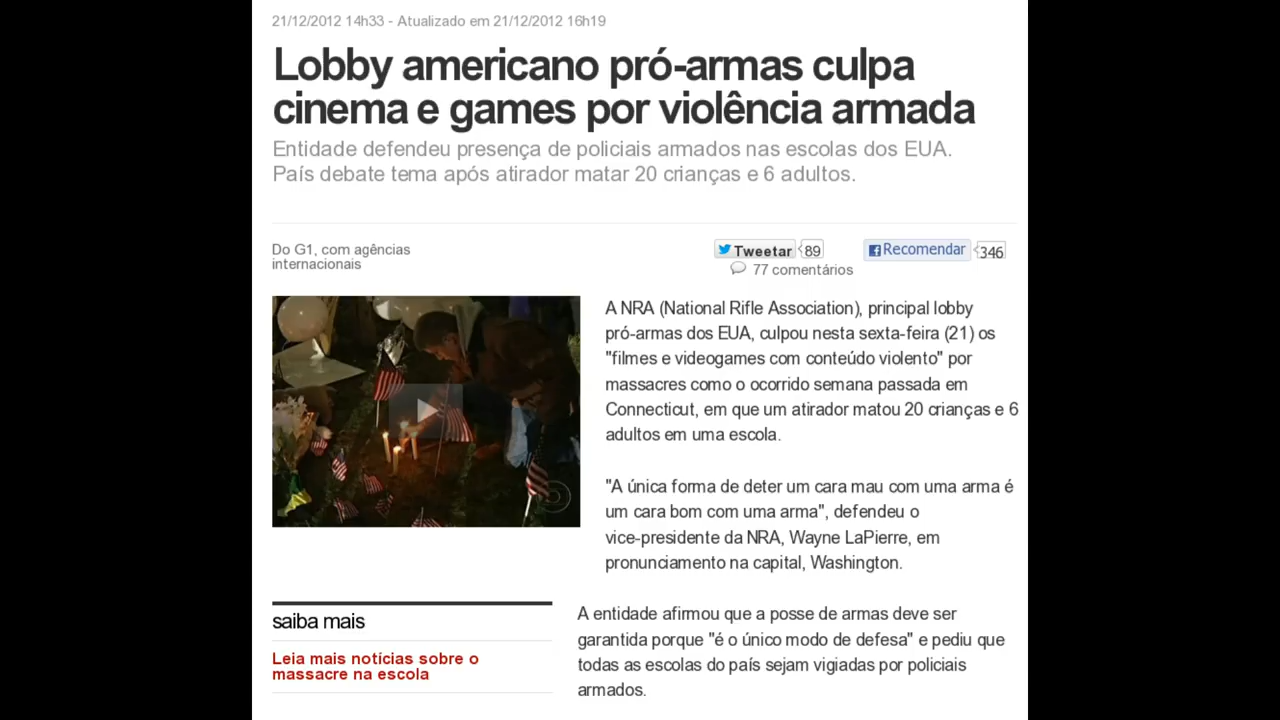 21/12/2012 14h33 - Atualizado em 21/12/2012 16h19
Lobby americano pró-armas culpa
cinema e games por violência armada
Entidade defendeu presença de policiais armados nas escolas dos EUA.
País debate tema após atirador matar 20 crianças e 6 adultos.
Do G1, com agências
internacionais
Tweetar 89
Recomendar 346
77 comentários
A NRA (National Rifle Association), principal lobby
pró-armas dos EUA, culpou nesta sexta-feira (21) os
"filmes e videogames com conteúdo violento" por
massacres como o ocorrido semana passada em
Connecticut, em que um atirador matou 20 crianças e 6
adultos em uma escola.
"A única forma de deter um cara mau com uma arma é
um cara bom com uma arma", defendeu o
vice-presidente da NRA, Wayne LaPierre, em
pronunciamento na capital, Washington.
saiba mais
Leia mais notícias sobre o
massacre na escola
A entidade afirmou que a posse de armas deve ser
garantida porque "é o único modo de defesa" e pediu que
todas as escolas do país sejam vigiadas por policiais
armados.